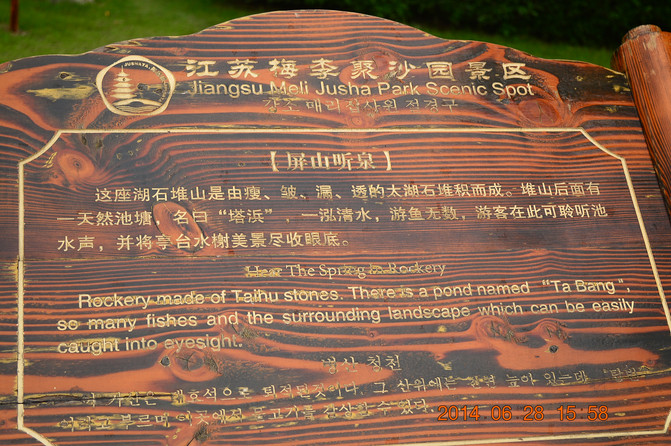 江苏梅李聚沙园景区
Jiangsu Meli Jusha Park Scenic Spot
【屏山听泉】
这座湖石堆山是由瘦、皱、漏、透的太湖石堆积而成。堆山后面有
一天然池塘，名曰“塔浜”，一泓清水，游鱼无数，游客在此可聆听池
水声，并将亭台水榭美景尽收眼底。
Hear The Spring in Rockery
Rockery made of Taihu stones. There is a pond named “Ta Bang”,
so many fishes and the surrounding landscape which can be easily
caught into eyesight.
병산 청천
2014.06.28 15:58